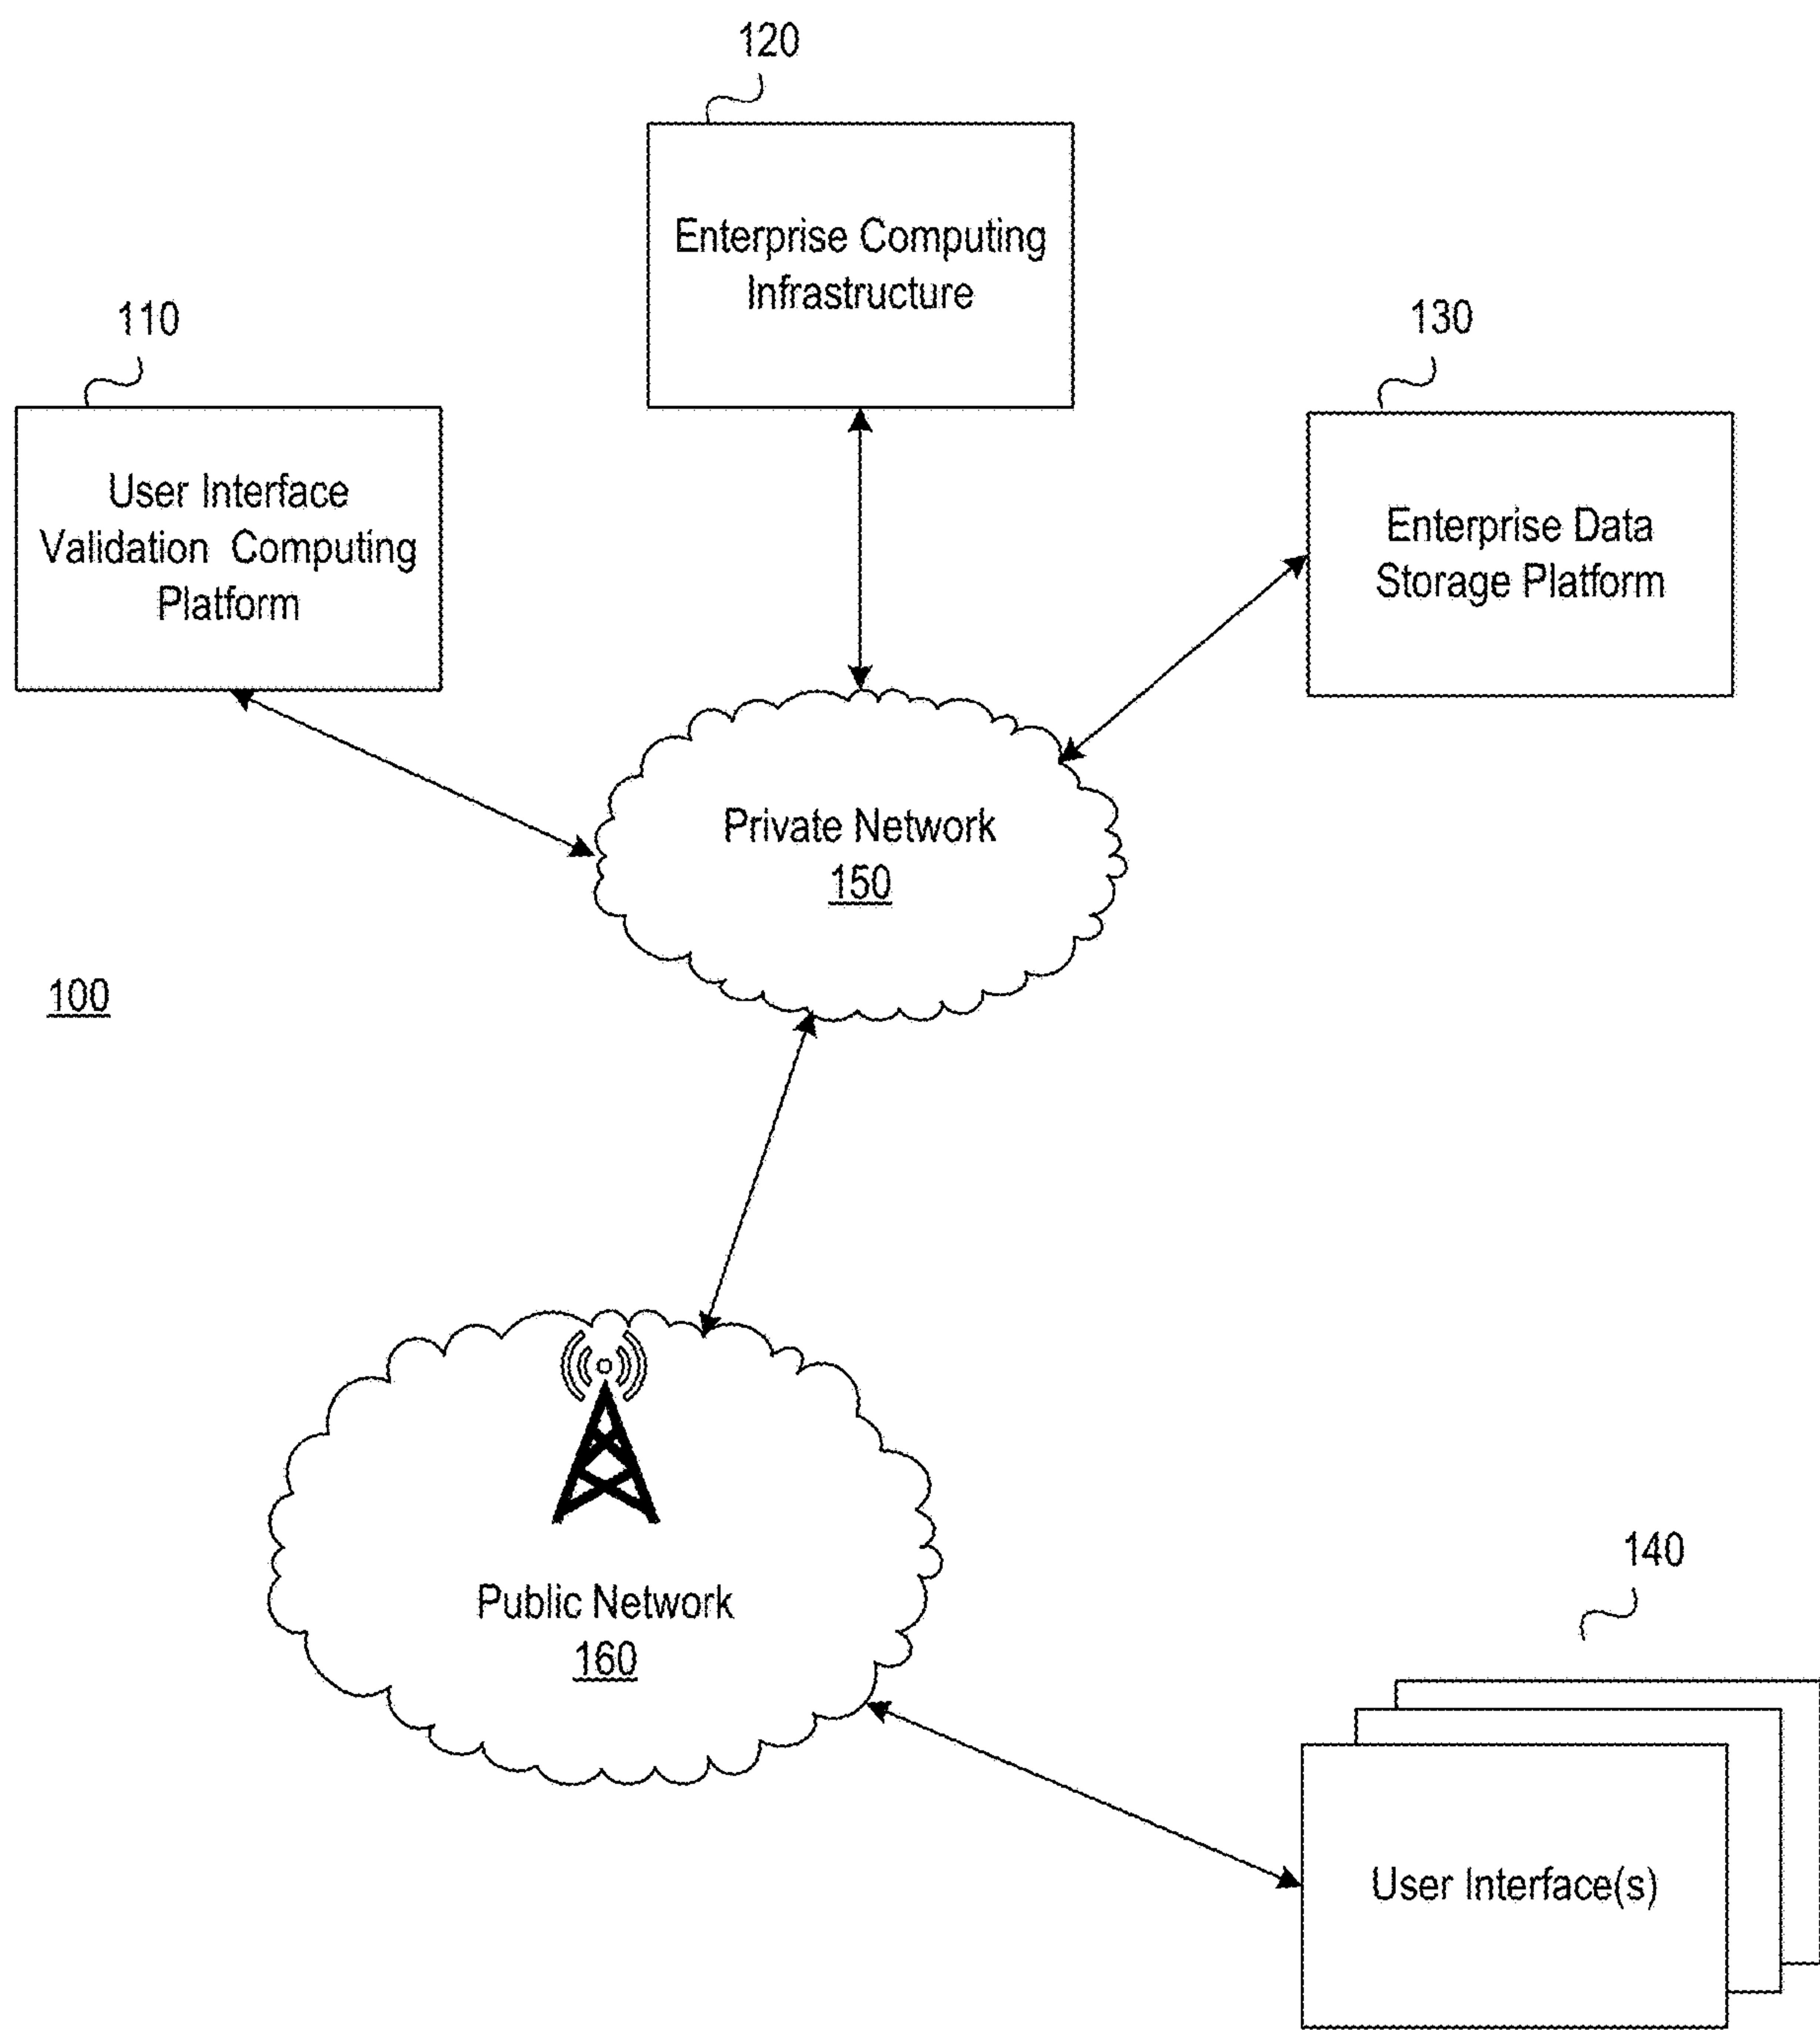 120
Enterprise Computing
Infrastructure
110
User Interface
Validation Computing
Platform
130
Enterprise Data
Storage Platform
Private Network
150
100
Public Network
160
140
User Interface(s)